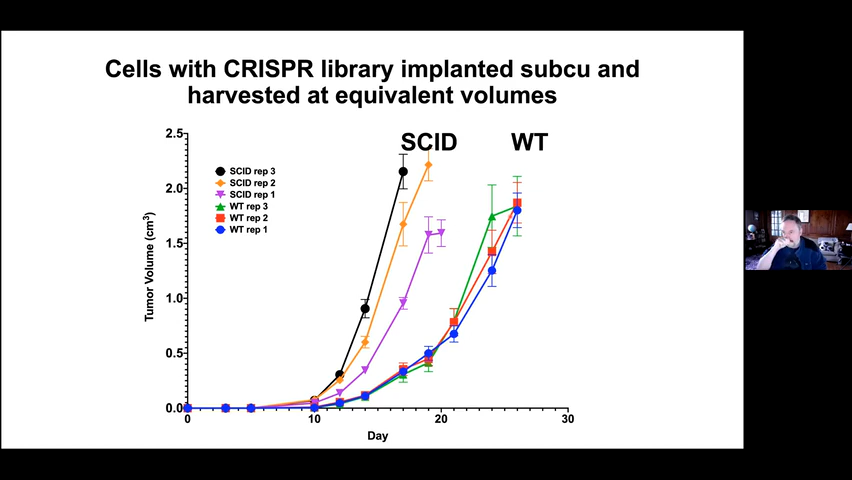 Cells with CRISPR library implanted subcu and
harvested at equivalent volumes
SCID WT
2.5
2.0
1.5
1.0
0.5
0.0
Tumor Volume (cm³)
SCID rep 3
SCID rep 2
SCID rep 1
WT rep 3
WT rep 2
WT rep 1
0 10 20 30
Day